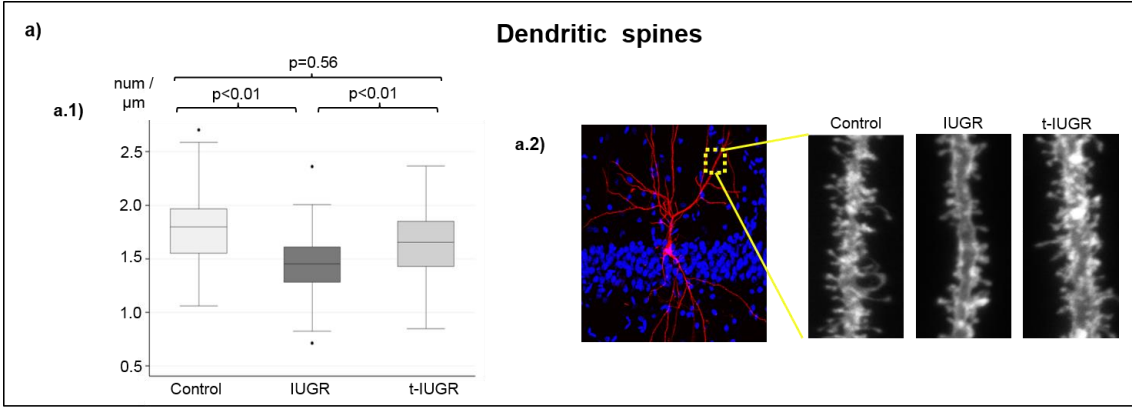 a)
Dendritic spines
p=0.56
num /
µm
p<0.01
p<0.01
a.1)
2.5
2.0
1.5
1.0
0.5
Control
IUGR
t-IUGR
a.2)
Control
IUGR
t-IUGR